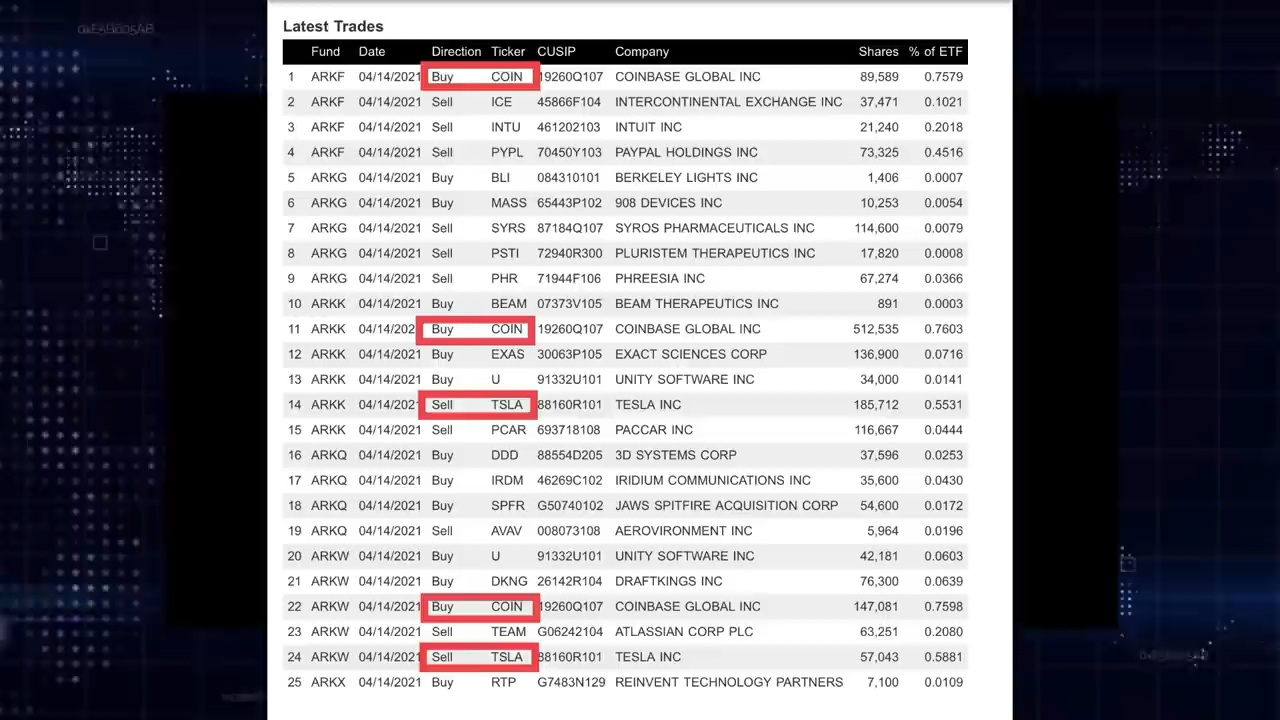 Latest Trades
Fund Date Direction Ticker CUSIP Company Shares % of ETF
1 ARKF 04/14/2021 Buy COIN 19260Q107 COINBASE GLOBAL INC 89,589 0.7579
2 ARKF 04/14/2021 Sell ICE 45866F104 INTERCONTINENTAL EXCHANGE INC 37,471 0.1021
3 ARKF 04/14/2021 Sell INTU 461202103 INTUIT INC 21,240 0.2018
4 ARKF 04/14/2021 Sell PYPL 70450Y103 PAYPAL HOLDINGS INC 73,325 0.4516
5 ARKG 04/14/2021 Buy BLI 084310101 BERKELEY LIGHTS INC 1,406 0.0007
6 ARKG 04/14/2021 Buy MASS 65443P102 908 DEVICES INC 10,253 0.0054
7 ARKG 04/14/2021 Sell SYRS 87184Q107 SYROS PHARMACEUTICALS INC 114,600 0.0079
8 ARKG 04/14/2021 Sell PSTI 72940R300 PLURISTEM THERAPEUTICS INC 17,820 0.0008
9 ARKG 04/14/2021 Sell PHR 71944F106 PHREESIA INC 67,274 0.0366
10 ARKK 04/14/2021 Buy BEAM 07373V105 BEAM THERAPEUTICS INC 891 0.0003
11 ARKK 04/14/202 Buy COIN 19260Q107 COINBASE GLOBAL INC 512,535 0.7603
12 ARKK 04/14/2021 Buy EXAS 30063P105 EXACT SCIENCES CORP 136,900 0.0716
13 ARKK 04/14/2021 Buy U 91332U101 UNITY SOFTWARE INC 34,000 0.0141
14 ARKK 04/14/2021 Sell TSLA 88160R101 TESLA INC 185,712 0.5531
15 ARKK 04/14/2021 Sell PCAR 693718108 PACCAR INC 116,667 0.0444
16 ARKQ 04/14/2021 Buy DDD 88554D205 3D SYSTEMS CORP 37,596 0.0253
17 ARKQ 04/14/2021 Buy IRDM 46269C102 IRIDIUM COMMUNICATIONS INC 35,600 0.0430
18 ARKQ 04/14/2021 Buy SPFR G50740102 JAWS SPITFIRE ACQUISITION CORP 54,600 0.0172
19 ARKQ 04/14/2021 Sell AVAV 008073108 AEROVIRONMENT INC 5,964 0.0196
20 ARKW 04/14/2021 Buy U 91332U101 UNITY SOFTWARE INC 42,181 0.0603
21 ARKW 04/14/2021 Buy DKNG 26142R104 DRAFTKINGS INC 76,300 0.0639
22 ARKW 04/14/2021 Buy COIN 19260Q107 COINBASE GLOBAL INC 147,081 0.7598
23 ARKW 04/14/2021 Sell TEAM G06242104 ATLASSIAN CORP PLC 63,251 0.2080
24 ARKW 04/14/2021 Sell TSLA 88160R101 TESLA INC 57,043 0.5881
25 ARKX 04/14/2021 Buy RTP G7483N129 REINVENT TECHNOLOGY PARTNERS 7,100 0.0109